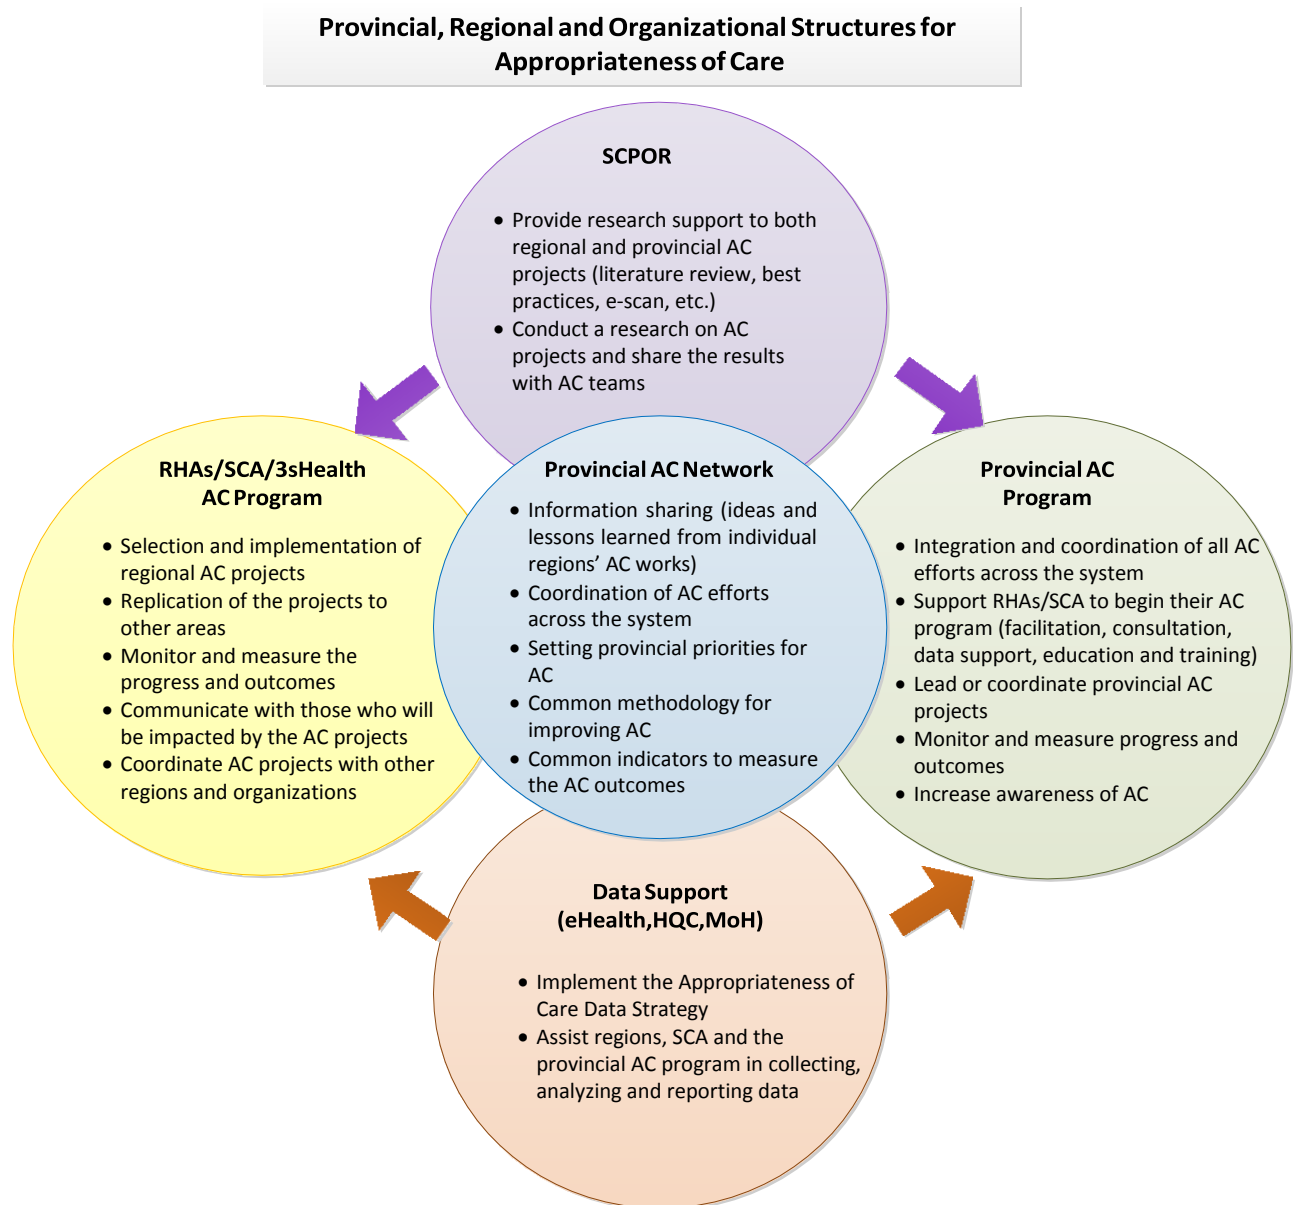 Provincial, Regional and Organizational Structures for
Appropriateness of Care
SCPOR
• Provide research support to both
regional and provincial AC
projects (literature review, best
practices, e-scan, etc.)
• Conduct a research on AC
projects and share the results
with AC teams
RHAs/SCA/3sHealth
AC Program
• Selection and implementation of
regional AC projects
• Replication of the projects to
other areas
• Monitor and measure the
progress and outcomes
• Communicate with those who will
be impacted by the AC projects
• Coordinate AC projects with other
regions and organizations
Provincial AC Network
• Information sharing (ideas and
lessons learned from individual
regions' AC works)
• Coordination of AC efforts
across the system
• Setting provincial priorities for
AC
• Common methodology for
improving AC
• Common indicators to measure
the AC outcomes
Provincial AC
Program
• Integration and coordination of all AC
efforts across the system
• Support RHAs/SCA to begin their AC
program (facilitation, consultation,
data support, education and training)
• Lead or coordinate provincial AC
projects
• Monitor and measure progress and
outcomes
• Increase awareness of AC
Data Support
(eHealth,HQC,MoH)
• Implement the Appropriateness of
Care Data Strategy
• Assist regions, SCA and the
provincial AC program in collecting,
analyzing and reporting data